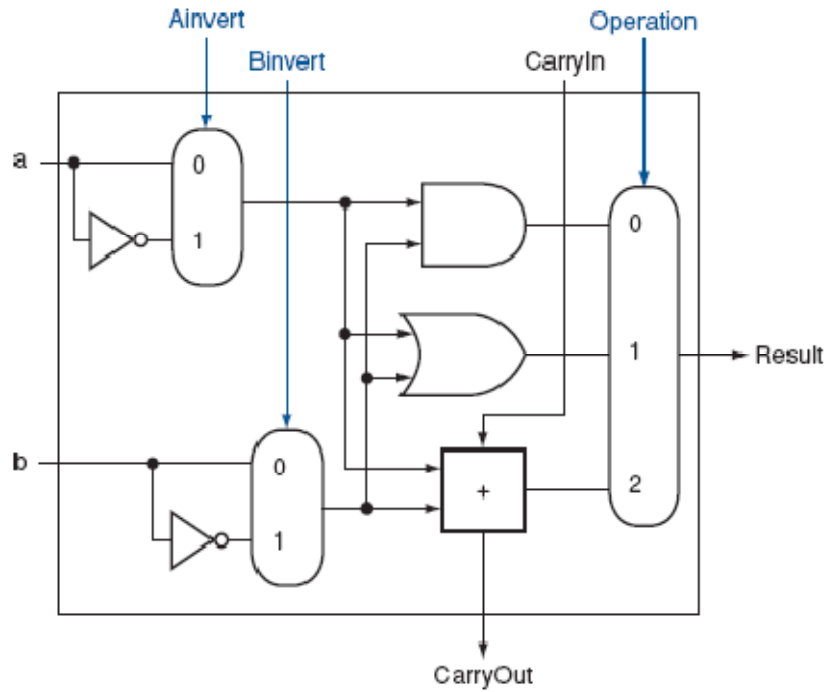 Ainvert
Operation
Binvert
CarryIn
a
0
1
0
1
Result
b
0
1
+
2
CarryOut